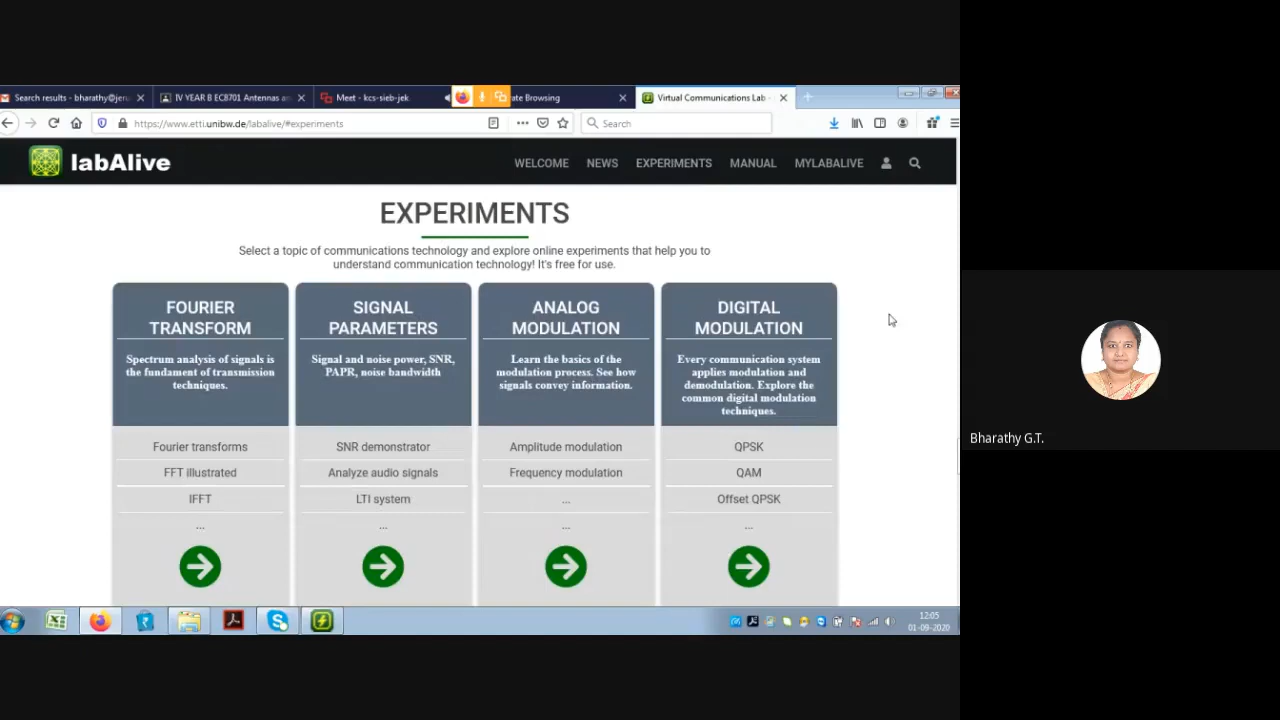 Search results - bharathy@jeru
IV YEAR B EC8701 Antennas an
Meet - kcs-sieb-jek
ate Browsing
Virtual Communications Lab -
https://www.etti.unibw.de/labalive/#experiments
Search
labAlive
WELCOME
NEWS
EXPERIMENTS
MANUAL
MYLABALIVE
EXPERIMENTS
Select a topic of communications technology and explore online experiments that help you to
understand communication technology! It's free for use.
FOURIER
TRANSFORM
Spectrum analysis of signals is
the fundament of transmission
techniques.
Fourier transforms
FFT illustrated
IFFT
...
SIGNAL
PARAMETERS
Signal and noise power, SNR,
PAPR, noise bandwidth
SNR demonstrator
Analyze audio signals
LTI system
...
ANALOG
MODULATION
Learn the basics of the
modulation process. See how
signals convey information.
Amplitude modulation
Frequency modulation
...
...
DIGITAL
MODULATION
Every communication system
applies modulation and
demodulation. Explore the
common digital modulation
techniques.
QPSK
QAM
Offset QPSK
...
12:05
01-09-2020
Bharathy G.T.